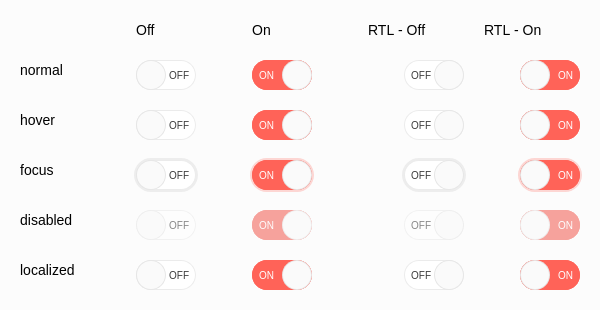 Off On RTL - Off RTL - On
normal OFF ON OFF ON
hover OFF ON OFF ON
focus OFF ON OFF ON
disabled OFF ON OFF ON
localized OFF ON OFF ON